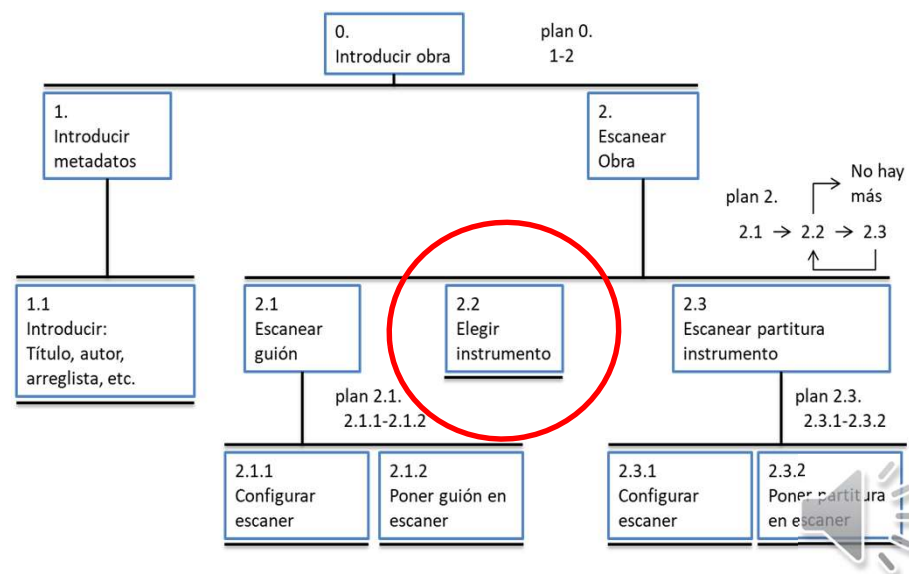 0.
Introducir obra
plan 0.
1-2
1.
Introducir
metadatos
2.
Escanear
Obra
No hay
más
plan 2.
2.1 → 2.2 → 2.3
1.1
Introducir:
Título, autor,
arreglista, etc.
2.1
Escanear
guión
2.2
Elegir
instrumento
2.3
Escanear partitura
instrumento
plan 2.1.
2.1.1-2.1.2
plan 2.3.
2.3.1-2.3.2
2.1.1
Configurar
escaner
2.1.2
Poner guión en
escaner
2.3.1
Configurar
escaner
2.3.2
Poner partitura
en escaner